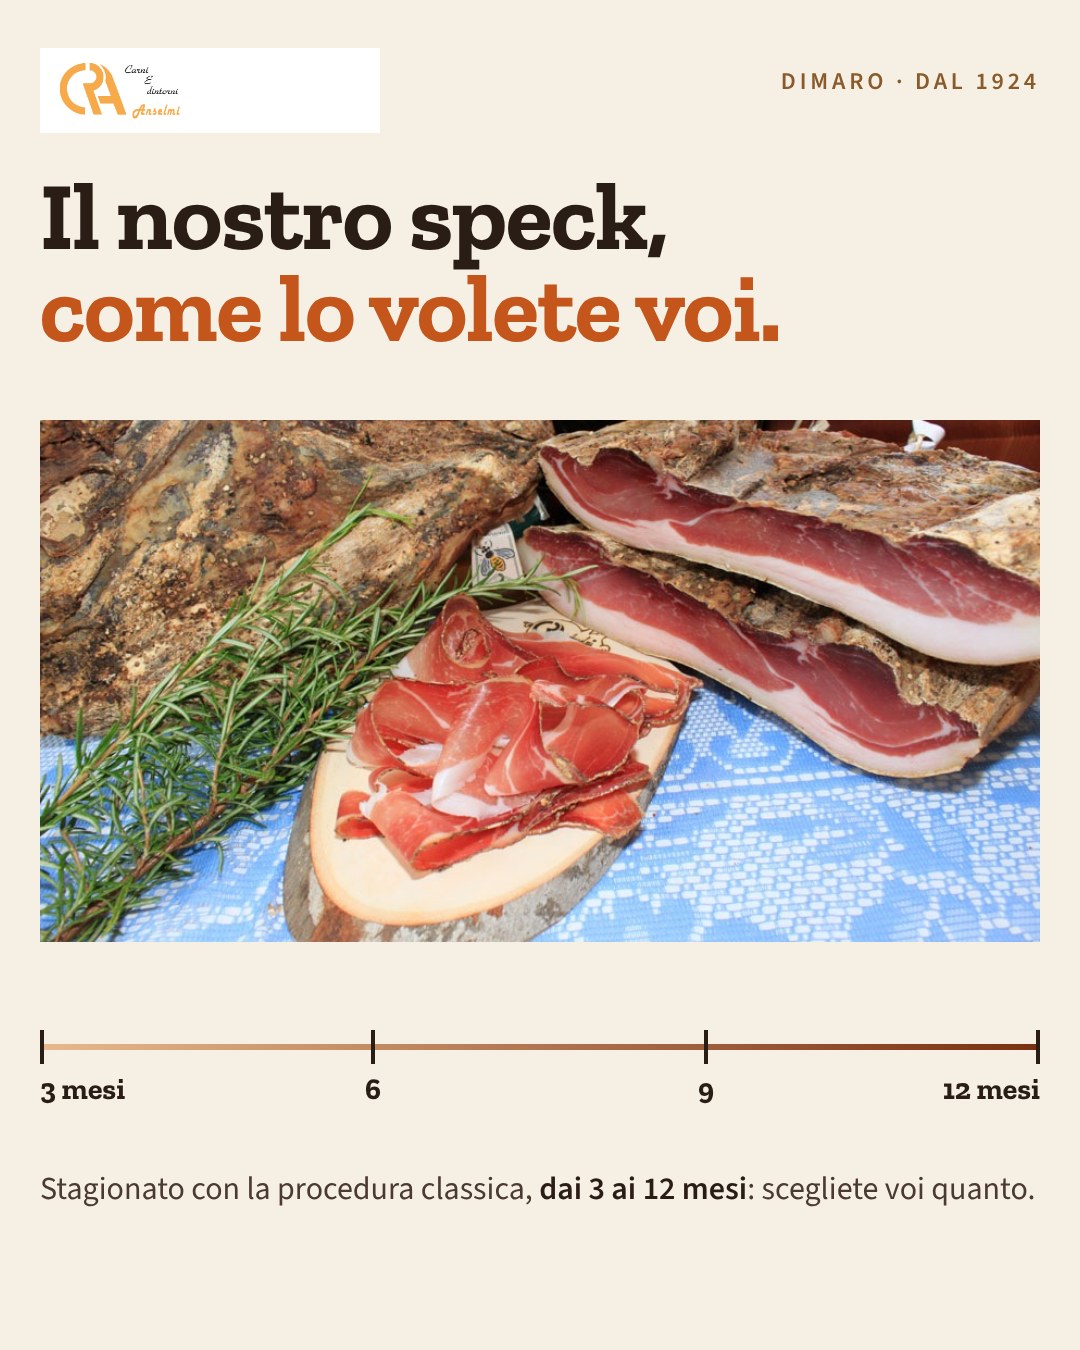 CRA
Carni
E
dintorni
Anselmi
DIMARO · DAL 1924
Il nostro speck,
come lo volete voi.
3 mesi
6
9
12 mesi
Stagionato con la procedura classica, dai 3 ai 12 mesi: scegliete voi quanto.